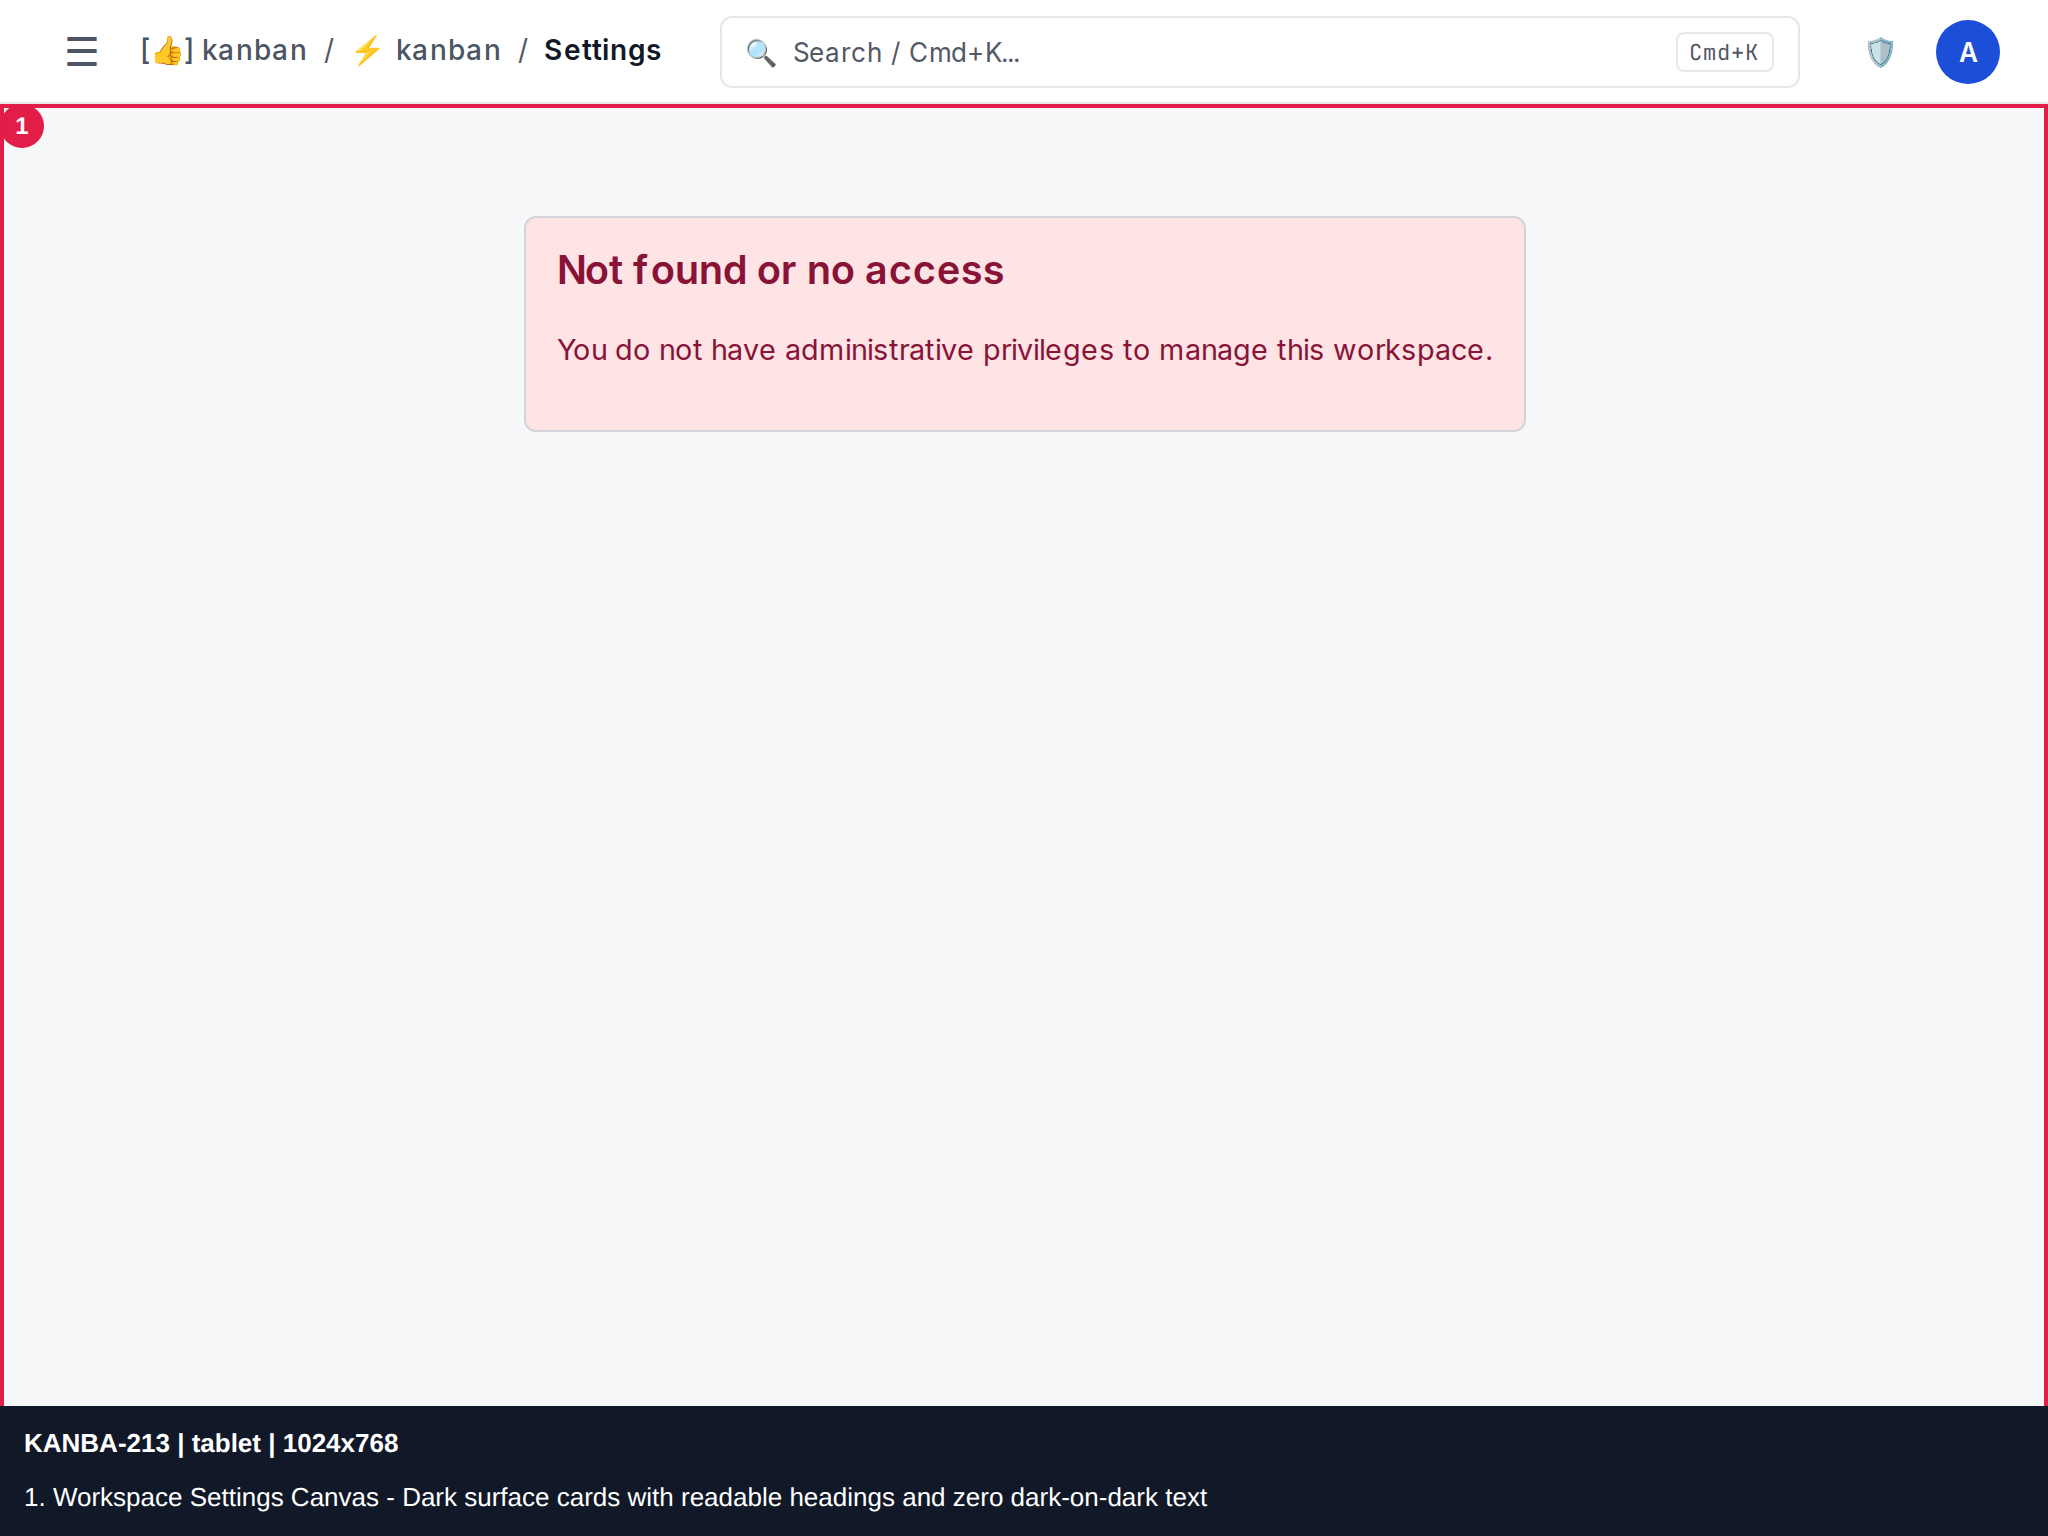 ☰ [👍] kanban / ⚡ kanban / Settings
🔍 Search / Cmd+K...
Cmd+K
🛡️
A
1
Not found or no access
You do not have administrative privileges to manage this workspace.
KANBA-213 | tablet | 1024x768
1. Workspace Settings Canvas - Dark surface cards with readable headings and zero dark-on-dark text